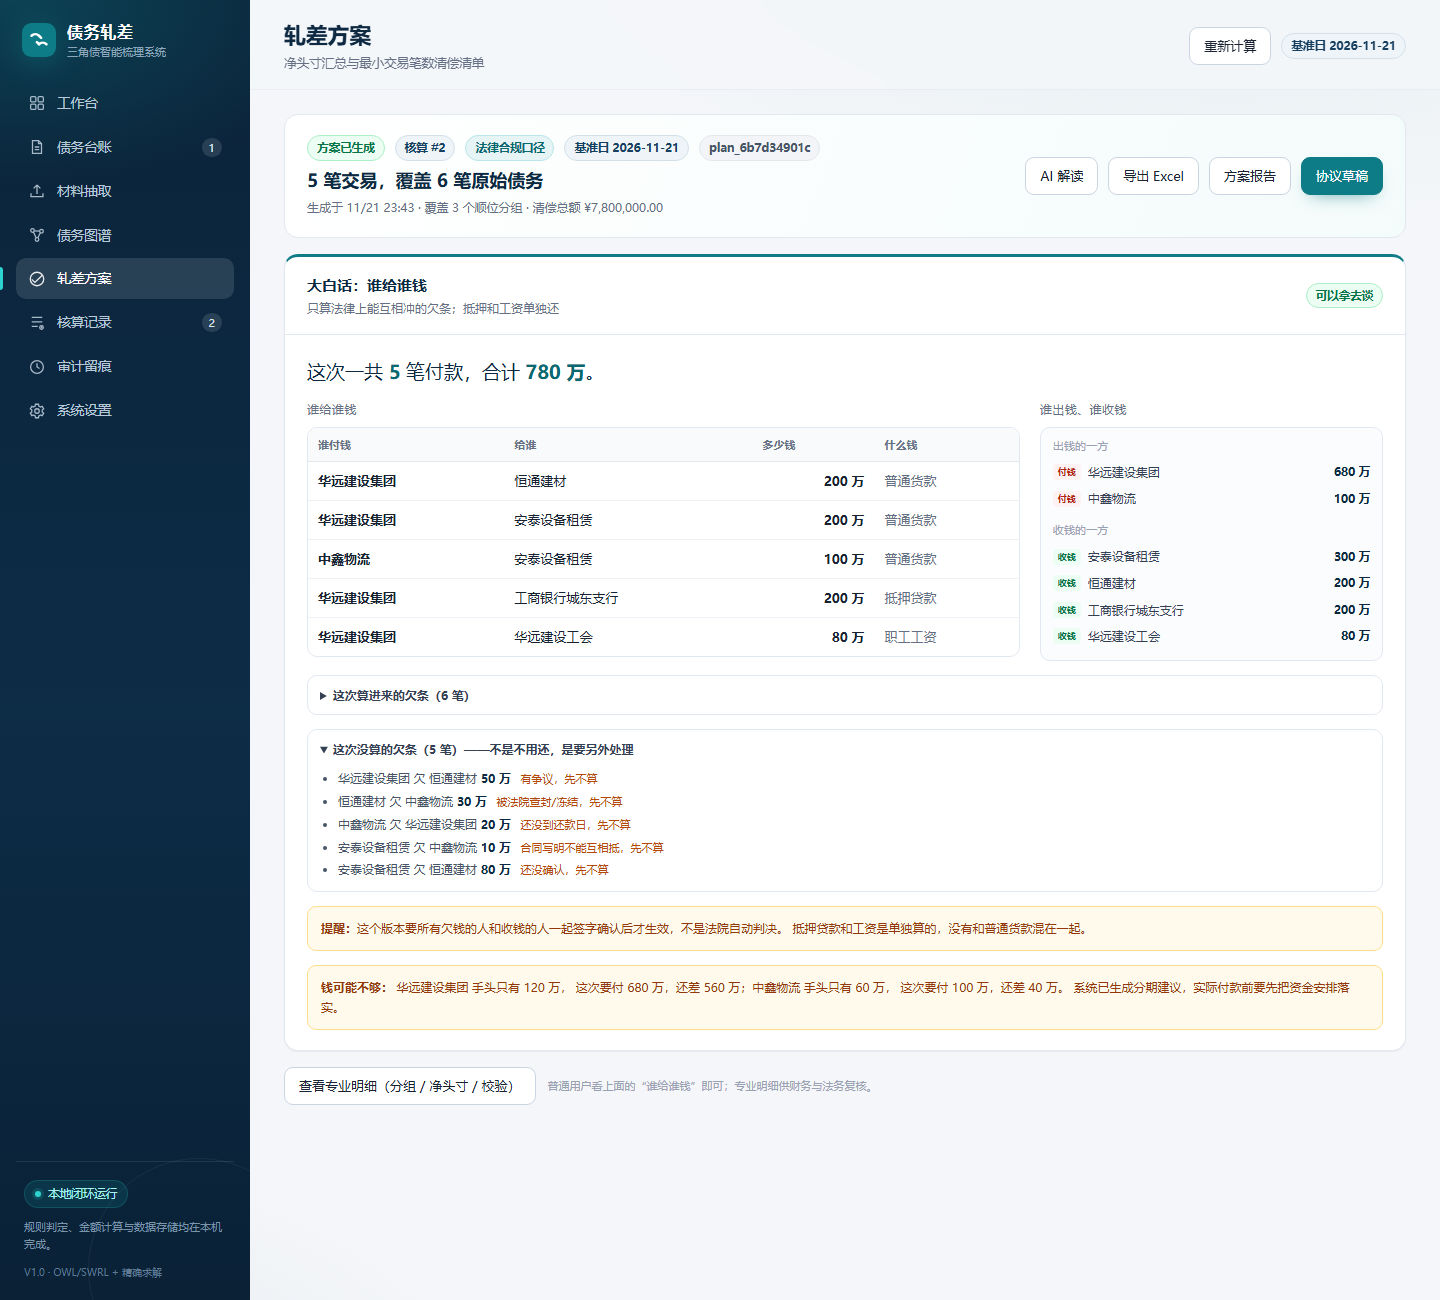 债务轧差
三角债智能梳理系统
工作台
债务台账 1
材料抽取
债务图谱
轧差方案
核算记录 2
审计留痕
系统设置
本地闭环运行
规则判定、金额计算与数据存储均在本机
完成。
V1.0 · OWL/SWRL + 精确求解
轧差方案
净头寸汇总与最小交易笔数清偿清单
重新计算
基准日 2026-11-21
方案已生成 核算 #2 法律合规口径 基准日 2026-11-21 plan_6b7d34901c
5 笔交易，覆盖 6 笔原始债务
生成于 11/21 23:43 · 覆盖 3 个顺位分组 · 清偿总额 ¥7,800,000.00
AI 解读 导出 Excel 方案报告 协议草稿
大白话：谁给谁钱
只算法律上能互相冲的欠条；抵押和工资单独还
可以拿去谈
这次一共 5 笔付款，合计 780 万。
谁给谁钱
谁付钱 给谁 多少钱 什么钱
华远建设集团 恒通建材 200 万 普通货款
华远建设集团 安泰设备租赁 200 万 普通货款
中鑫物流 安泰设备租赁 100 万 普通货款
华远建设集团 工商银行城东支行 200 万 抵押贷款
华远建设集团 华远建设工会 80 万 职工工资
谁出钱、谁收钱
出钱的一方
付钱 华远建设集团 680 万
付钱 中鑫物流 100 万
收钱的一方
收钱 安泰设备租赁 300 万
收钱 恒通建材 200 万
收钱 工商银行城东支行 200 万
收钱 华远建设工会 80 万
▶ 这次算进来的欠条（6 笔）
▼ 这次没算的欠条（5 笔）——不是不用还，是要另外处理
• 华远建设集团 欠 恒通建材 50 万 有争议，先不算
• 恒通建材 欠 中鑫物流 30 万 被法院查封/冻结，先不算
• 中鑫物流 欠 华远建设集团 20 万 还没到还款日，先不算
• 安泰设备租赁 欠 中鑫物流 10 万 合同写明不能互相抵，先不算
• 安泰设备租赁 欠 恒通建材 80 万 还没确认，先不算
提醒：这个版本要所有欠钱的人和收钱的人一起签字确认后才生效，不是法院自动判决。 抵押贷款和工资是单独算的，没有和普通货款混在一起。
钱可能不够： 华远建设集团 手头只有 120 万， 这次要付 680 万，还差 560 万；中鑫物流 手头只有 60 万， 这次要付 100 万，还差 40 万。 系统已生成分期建议，实际付款前要先把资金安排落
实。
查看专业明细（分组 / 净头寸 / 校验）
普通用户看上面的“谁给谁钱”即可；专业明细供财务与法务复核。